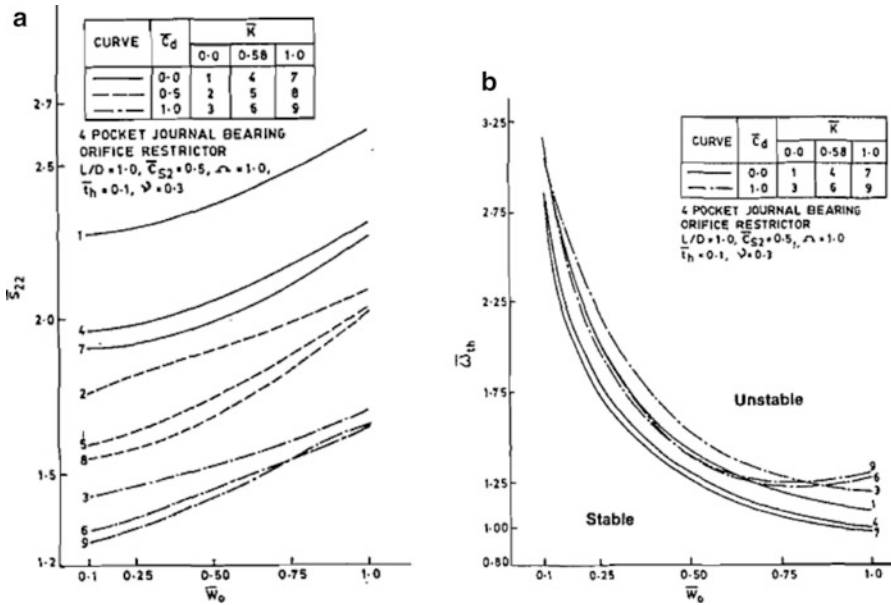 a
CURVE C̄d K̄
0·0 0·58 1·0
0·0 1 4 7
0·5 2 5 8
1·0 3 6 9
4 POCKET JOURNAL BEARING
ORIFICE RESTRICTOR
L/D=1·0, C̄S2=0·5, Ω=1·0,
t̄h=0·1, ν=0·3
2·7
2·5
2·0
1·5
1·2
S̄22
1
4
7
2
5
8
3
6
9
0·1 0·50 0·75 1·0
W̄o
b
CURVE C̄d K̄
0·0 0·58 1·0
0·0 1 4 7
1·0 3 6 9
4 POCKET JOURNAL BEARING
ORIFICE RESTRICTOR
L/D=1·0, C̄S2=0·5, Ω=1·0
t̄h=0·1, ν=0·3
3·25
2·75
2·25
1·75
1·25
1·00
0·80
ω̄th
Unstable
Stable
9
6
3
1
4
7
0·1 0·25 0·50 0·75 1·0
W̄o